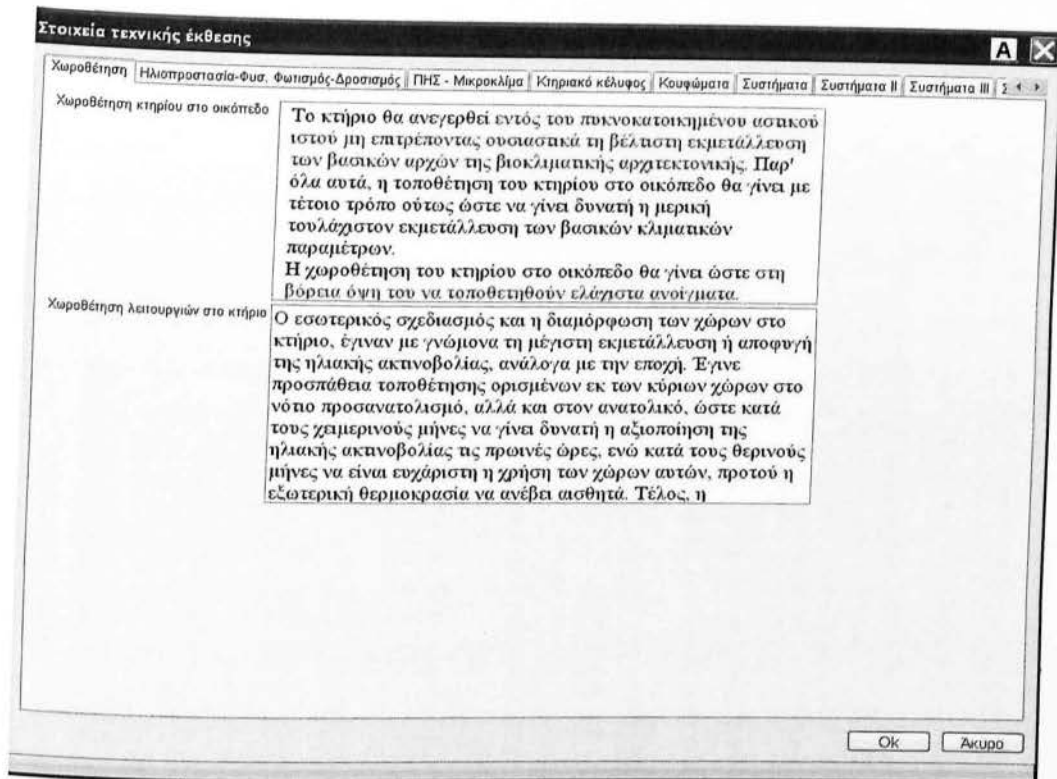 Στοιχεία τεχνικής έκθεσης
A
Χωροθέτηση Ηλιοπροστασία-Φυσ. Φωτισμός-Δροσισμός ΠΗΣ - Μικροκλίμα Κτηριακό κέλυφος Κουφώματα Συστήματα Συστήματα II Συστήματα III Σ
Χωροθέτηση κτηρίου στο οικόπεδο
Το κτήριο θα ανεγερθεί εντός του πυκνοκατοικημένου αστικού
ιστού μη επιτρέποντας ουσιαστικά τη βέλτιστη εκμετάλλευση
των βασικών αρχών της βιοκλιματικής αρχιτεκτονικής. Παρ'
όλα αυτά, η τοποθέτηση του κτηρίου στο οικόπεδο θα γίνει με
τέτοιο τρόπο ούτως ώστε να γίνει δυνατή η μερική
τουλάχιστον εκμετάλλευση των βασικών κλιματικών
παραμέτρων.
Η χωροθέτηση του κτηρίου στο οικόπεδο θα γίνει ώστε στη
βόρεια όψη του να τοποθετηθούν ελάχιστα ανοίγματα.
Χωροθέτηση λειτουργιών στο κτήριο
Ο εσωτερικός σχεδιασμός και η διαμόρφωση των χώρων στο
κτήριο, έγιναν με γνώμονα τη μέγιστη εκμετάλλευση ή αποφυγή
της ηλιακής ακτινοβολίας, ανάλογα με την εποχή. Έγινε
προσπάθεια τοποθέτησης ορισμένων εκ των κύριων χώρων στο
νότιο προσανατολισμό, αλλά και στον ανατολικό, ώστε κατά
τους χειμερινούς μήνες να γίνει δυνατή η αξιοποίηση της
ηλιακής ακτινοβολίας τις πρωινές ώρες, ενώ κατά τους θερινούς
μήνες να είναι ευχάριστη η χρήση των χώρων αυτών, προτού η
εξωτερική θερμοκρασία να ανέβει αισθητά. Τέλος, η
Ok Άκυρο